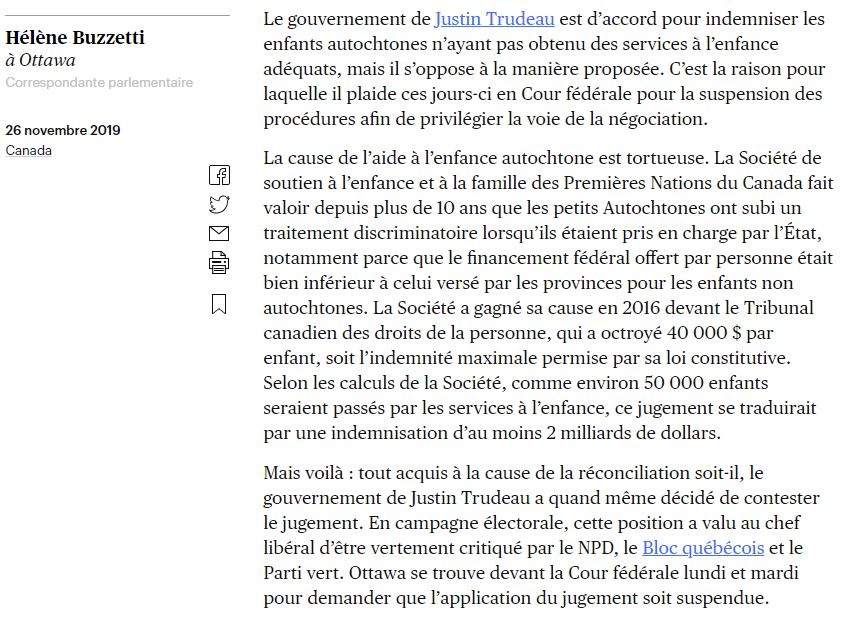 Hélène Buzzetti
à Ottawa
Correspondante parlementaire
26 novembre 2019
Canada
Le gouvernement de Justin Trudeau est d’accord pour indemniser les
enfants autochtones n’ayant pas obtenu des services à l’enfance
adéquats, mais il s’oppose à la manière proposée. C’est la raison pour
laquelle il plaide ces jours-ci en Cour fédérale pour la suspension des
procédures afin de privilégier la voie de la négociation.
La cause de l’aide à l’enfance autochtone est tortueuse. La Société de
soutien à l’enfance et à la famille des Premières Nations du Canada fait
valoir depuis plus de 10 ans que les petits Autochtones ont subi un
traitement discriminatoire lorsqu’ils étaient pris en charge par l’État,
notamment parce que le financement fédéral offert par personne était
bien inférieur à celui versé par les provinces pour les enfants non
autochtones. La Société a gagné sa cause en 2016 devant le Tribunal
canadien des droits de la personne, qui a octroyé 40 000 $ par
enfant, soit l’indemnité maximale permise par sa loi constitutive.
Selon les calculs de la Société, comme environ 50 000 enfants
seraient passés par les services à l’enfance, ce jugement se traduirait
par une indemnisation d’au moins 2 milliards de dollars.
Mais voilà : tout acquis à la cause de la réconciliation soit-il, le
gouvernement de Justin Trudeau a quand même décidé de contester
le jugement. En campagne électorale, cette position a valu au chef
libéral d’être vertement critiqué par le NPD, le Bloc québécois et le
Parti vert. Ottawa se trouve devant la Cour fédérale lundi et mardi
pour demander que l’application du jugement soit suspendue.